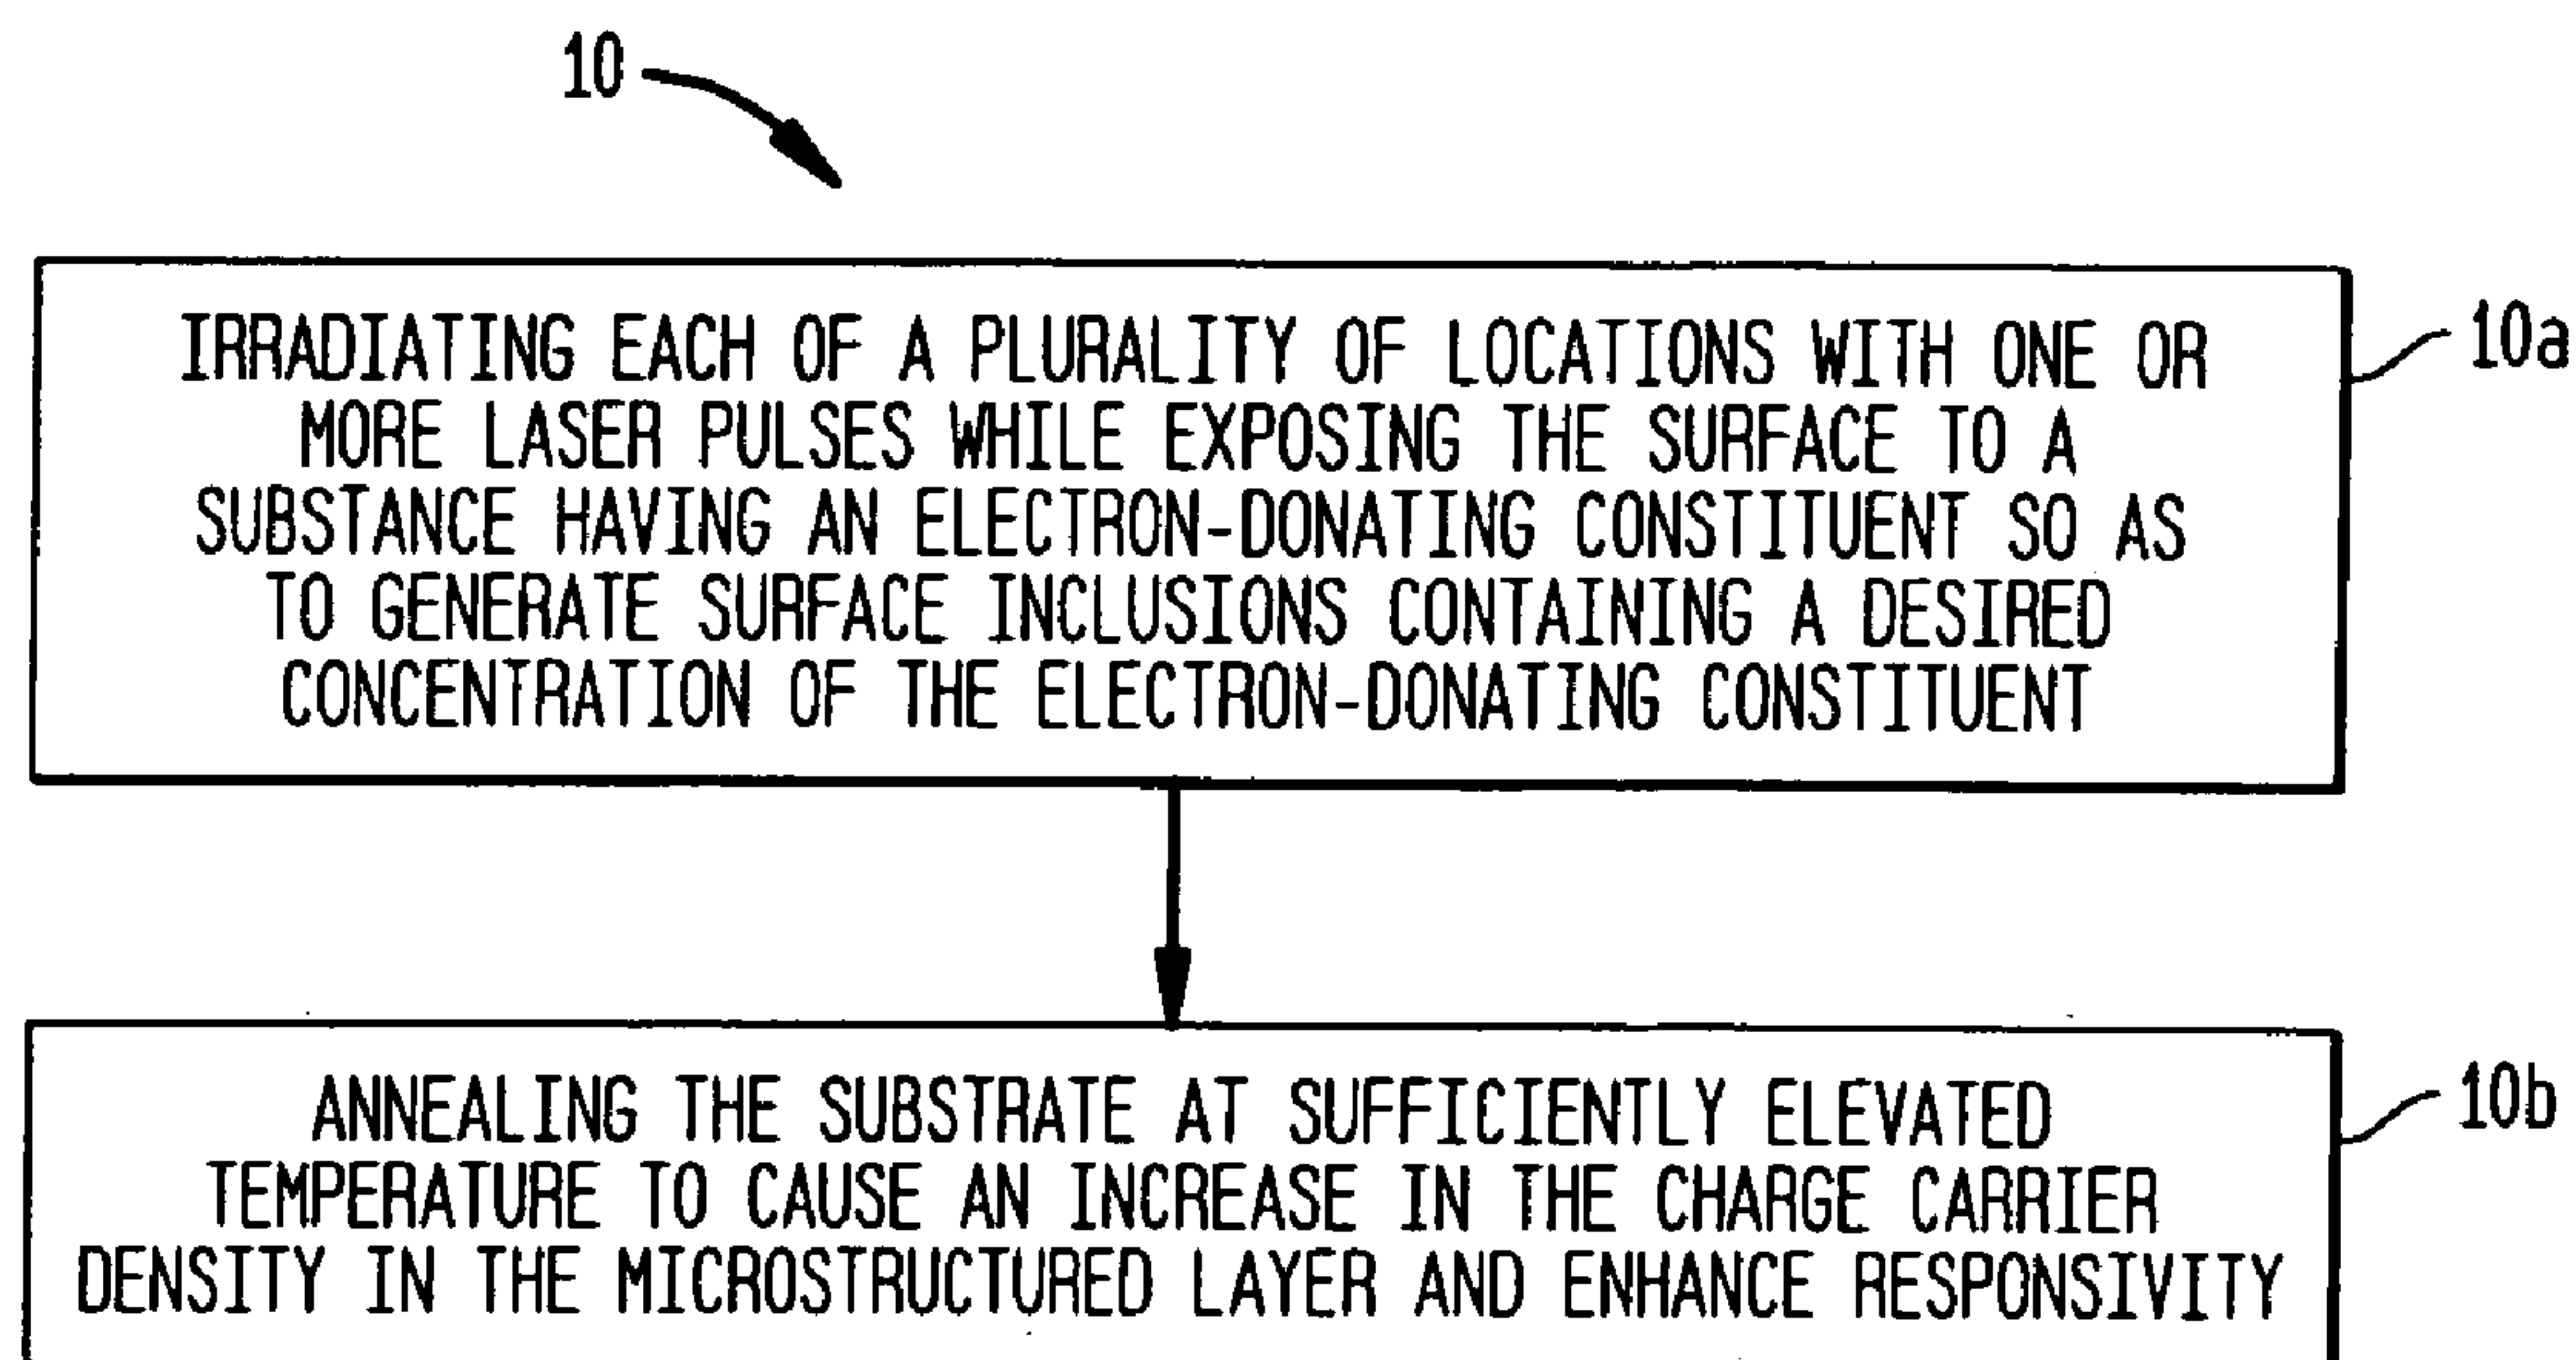 10
IRRADIATING EACH OF A PLURALITY OF LOCATIONS WITH ONE OR
MORE LASER PULSES WHILE EXPOSING THE SURFACE TO A
SUBSTANCE HAVING AN ELECTRON-DONATING CONSTITUENT SO AS
TO GENERATE SURFACE INCLUSIONS CONTAINING A DESIRED
CONCENTRATION OF THE ELECTRON-DONATING CONSTITUENT
10a
ANNEALING THE SUBSTRATE AT SUFFICIENTLY ELEVATED
TEMPERATURE TO CAUSE AN INCREASE IN THE CHARGE CARRIER
DENSITY IN THE MICROSTRUCTURED LAYER AND ENHANCE RESPONSIVITY
10b